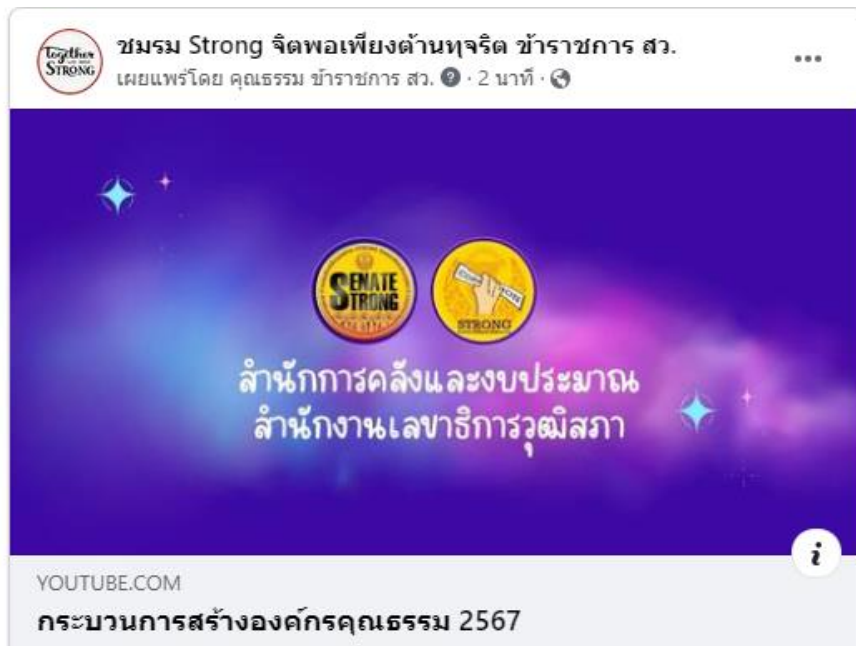 Together
STRONG
ชมรม Strong จิตพอเพียงต้านทุจริต ข้าราชการ สว.
เผยแพร่โดย คุณธรรม ข้าราชการ สว. · 2 นาที ·
SENATE
STRONG
STRONG
สำนักการคลังและงบประมาณ
สำนักงานเลขาธิการวุฒิสภา
YOUTUBE.COM
กระบวนการสร้างองค์กรคุณธรรม 2567